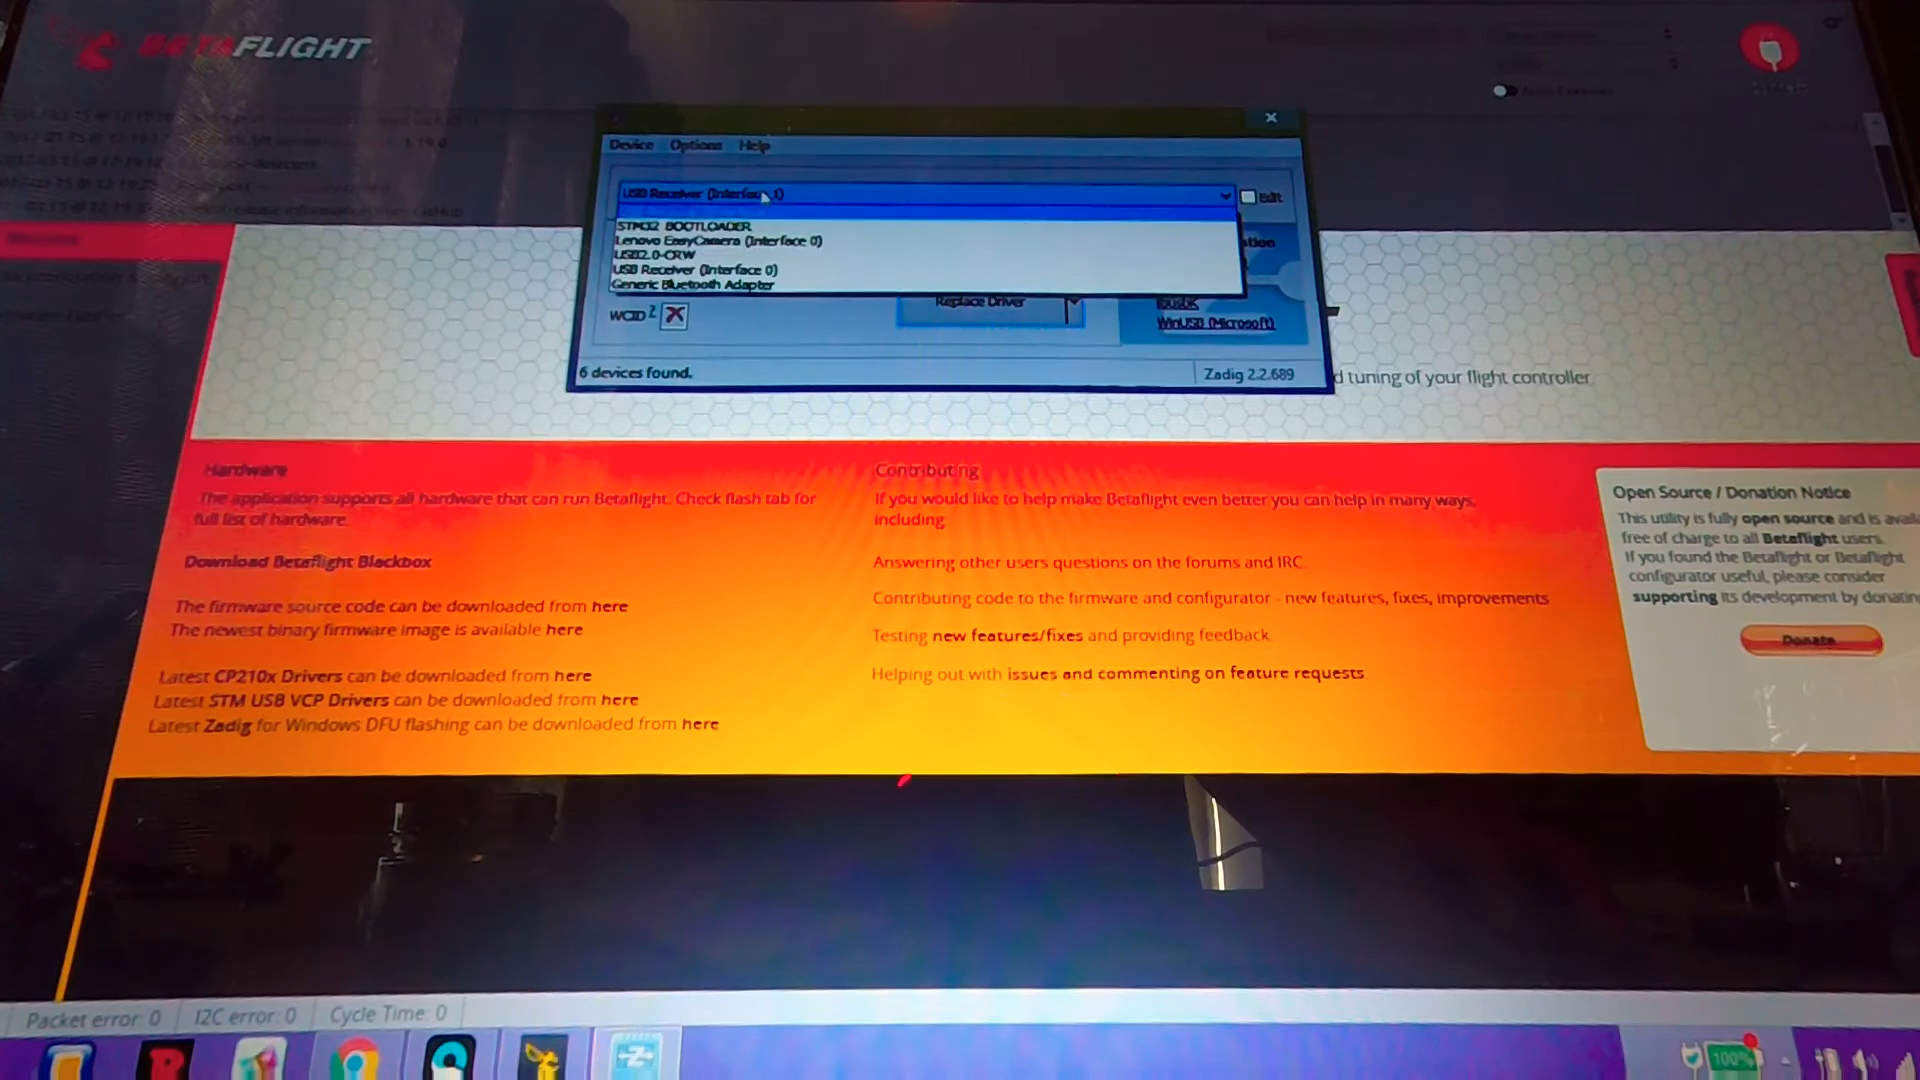 BETAFLIGHT
Device Options Help
USB Receiver (Interface 1)
Edit
STM32 BOOTLOADER
Lenovo EasyCamera (Interface 0)
USB2.0-CRW
USB Receiver (Interface 0)
Generic Bluetooth Adapter
WCID ?
Replace Driver
libusbK
WinUSB (Microsoft)
6 devices found.
Zadig 2.2.689
d tuning of your flight controller.
Hardware
The application supports all hardware that can run Betaflight. Check flash tab for
full list of hardware.
Download Betaflight Blackbox
The firmware source code can be downloaded from here
The newest binary firmware image is available here
Latest CP210x Drivers can be downloaded from here
Latest STM USB VCP Drivers can be downloaded from here
Latest Zadig for Windows DFU flashing can be downloaded from here
Contributing
If you would like to help make Betaflight even better you can help in many ways,
including:
Answering other users questions on the forums and IRC.
Contributing code to the firmware and configurator - new features, fixes, improvements
Testing new features/fixes and providing feedback.
Helping out with issues and commenting on feature requests.
Open Source / Donation Notice
This utility is fully open source and is avail
free of charge to all Betaflight users.
If you found the Betaflight or Betaflight
configurator useful, please consider
supporting its development by donating
Donate
Packet error: 0
I2C error: 0
Cycle Time: 0
100%